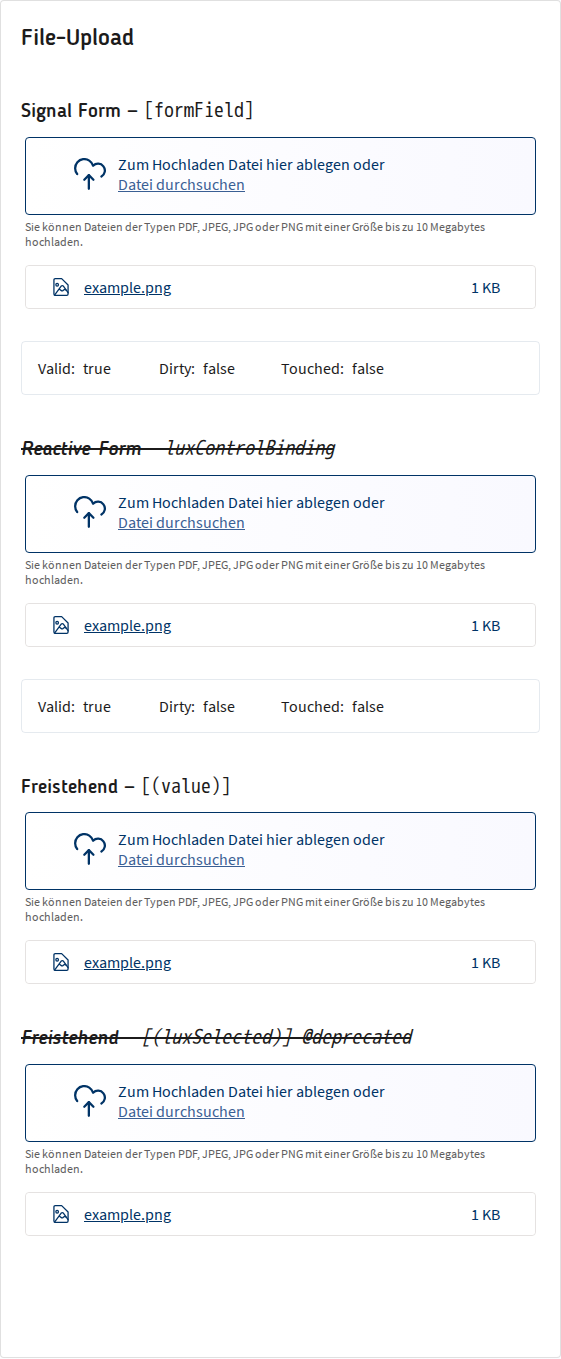 File-Upload
Signal Form – [formField]
Zum Hochladen Datei hier ablegen oder
Datei durchsuchen
Sie können Dateien der Typen PDF, JPEG, JPG oder PNG mit einer Größe bis zu 10 Megabytes
hochladen.
example.png 1 KB
Valid: true Dirty: false Touched: false
Reactive Form – luxControlBinding
Zum Hochladen Datei hier ablegen oder
Datei durchsuchen
Sie können Dateien der Typen PDF, JPEG, JPG oder PNG mit einer Größe bis zu 10 Megabytes
hochladen.
example.png 1 KB
Valid: true Dirty: false Touched: false
Freistehend – [(value)]
Zum Hochladen Datei hier ablegen oder
Datei durchsuchen
Sie können Dateien der Typen PDF, JPEG, JPG oder PNG mit einer Größe bis zu 10 Megabytes
hochladen.
example.png 1 KB
Freistehend – [(luxSelected)] @deprecated
Zum Hochladen Datei hier ablegen oder
Datei durchsuchen
Sie können Dateien der Typen PDF, JPEG, JPG oder PNG mit einer Größe bis zu 10 Megabytes
hochladen.
example.png 1 KB